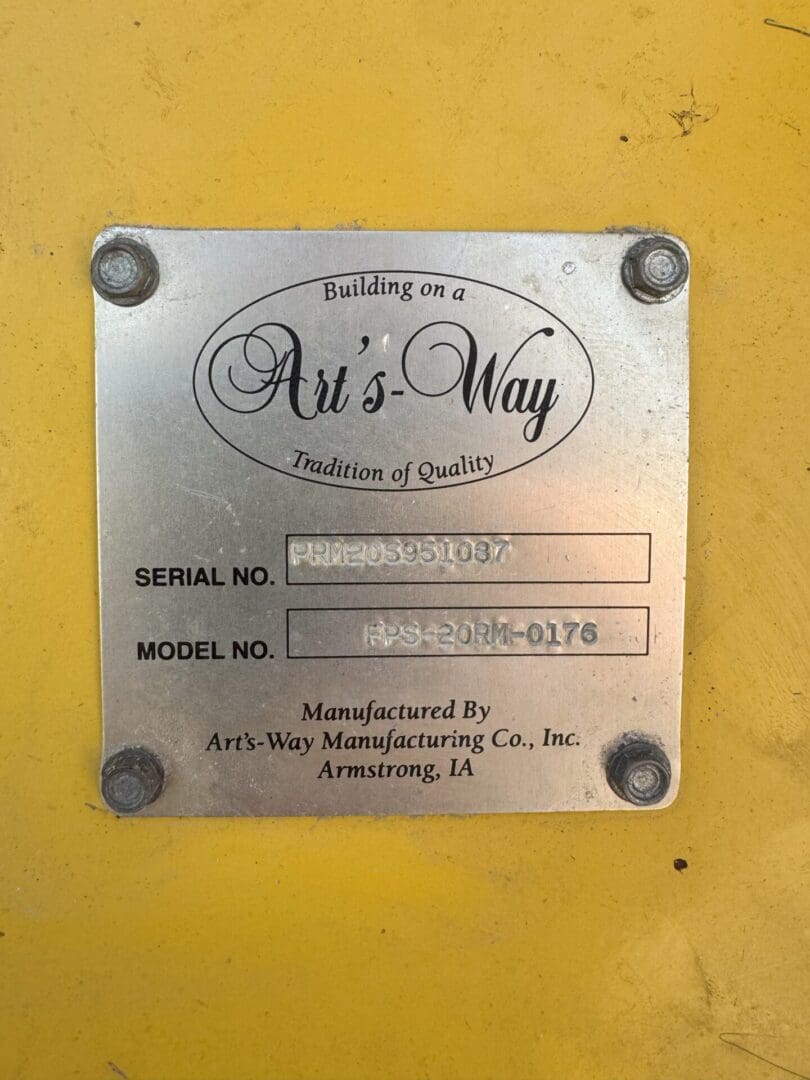 Building on a
Art's-Way
Tradition of Quality
SERIAL NO. PRM20S951087
MODEL NO. FPS-20RM-0176
Manufactured By
Art's-Way Manufacturing Co., Inc.
Armstrong, IA